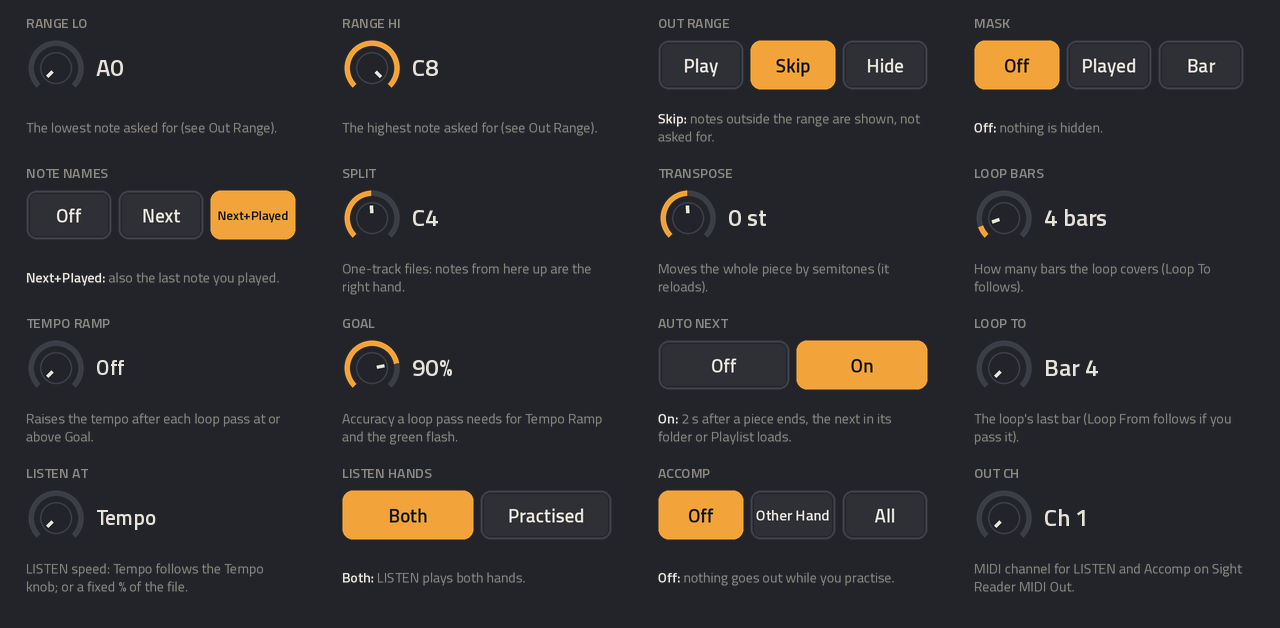 RANGE LO
A0
The lowest note asked for (see Out Range).
RANGE HI
C8
The highest note asked for (see Out Range).
OUT RANGE
Play
Skip
Hide
Skip: notes outside the range are shown, not
asked for.
MASK
Off
Played
Bar
Off: nothing is hidden.
NOTE NAMES
Off
Next
Next+Played
Next+Played: also the last note you played.
SPLIT
C4
One-track files: notes from here up are the
right hand.
TRANSPOSE
0 st
Moves the whole piece by semitones (it
reloads).
LOOP BARS
4 bars
How many bars the loop covers (Loop To
follows).
TEMPO RAMP
Off
Raises the tempo after each loop pass at or
above Goal.
GOAL
90%
Accuracy a loop pass needs for Tempo Ramp
and the green flash.
AUTO NEXT
Off
On
On: 2 s after a piece ends, the next in its
folder or Playlist loads.
LOOP TO
Bar 4
The loop's last bar (Loop From follows if you
pass it).
LISTEN AT
Tempo
LISTEN speed: Tempo follows the Tempo
knob; or a fixed % of the file.
LISTEN HANDS
Both
Practised
Both: LISTEN plays both hands.
ACCOMP
Off
Other Hand
All
Off: nothing goes out while you practise.
OUT CH
Ch 1
MIDI channel for LISTEN and Accomp on Sight
Reader MIDI Out.